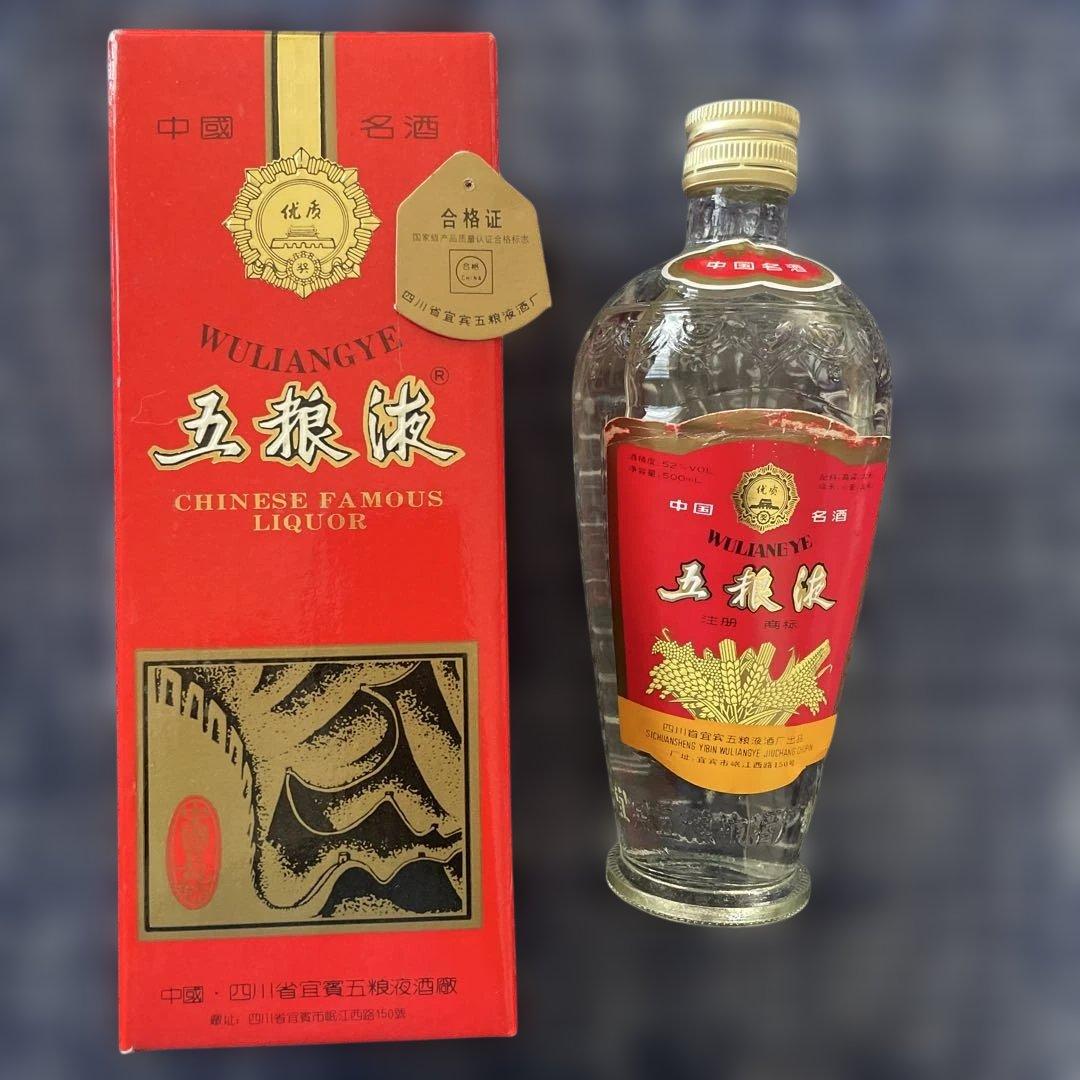 中國 名酒
优质
奖
WULIANGYE
五粮液®
CHINESE FAMOUS
LIQUOR
中國·四川省宜賓五粮液酒廠
廠址:四川省宜賓市岷江西路150號
合格证
国家级产品质量认证合格标志
合格
CHINA
四川省宜宾五粮液酒厂
中国名酒
酒精度:52%VOL
净容量:500mL
优质
奖
中国 名酒
WULIANGYE
五粮液
注册 商标
四川省宜宾五粮液酒厂出品
SICHUANSHENG YIBIN WULIANGYE JIUCHANG CHUPIN
厂址:宜宾市岷江西路150号